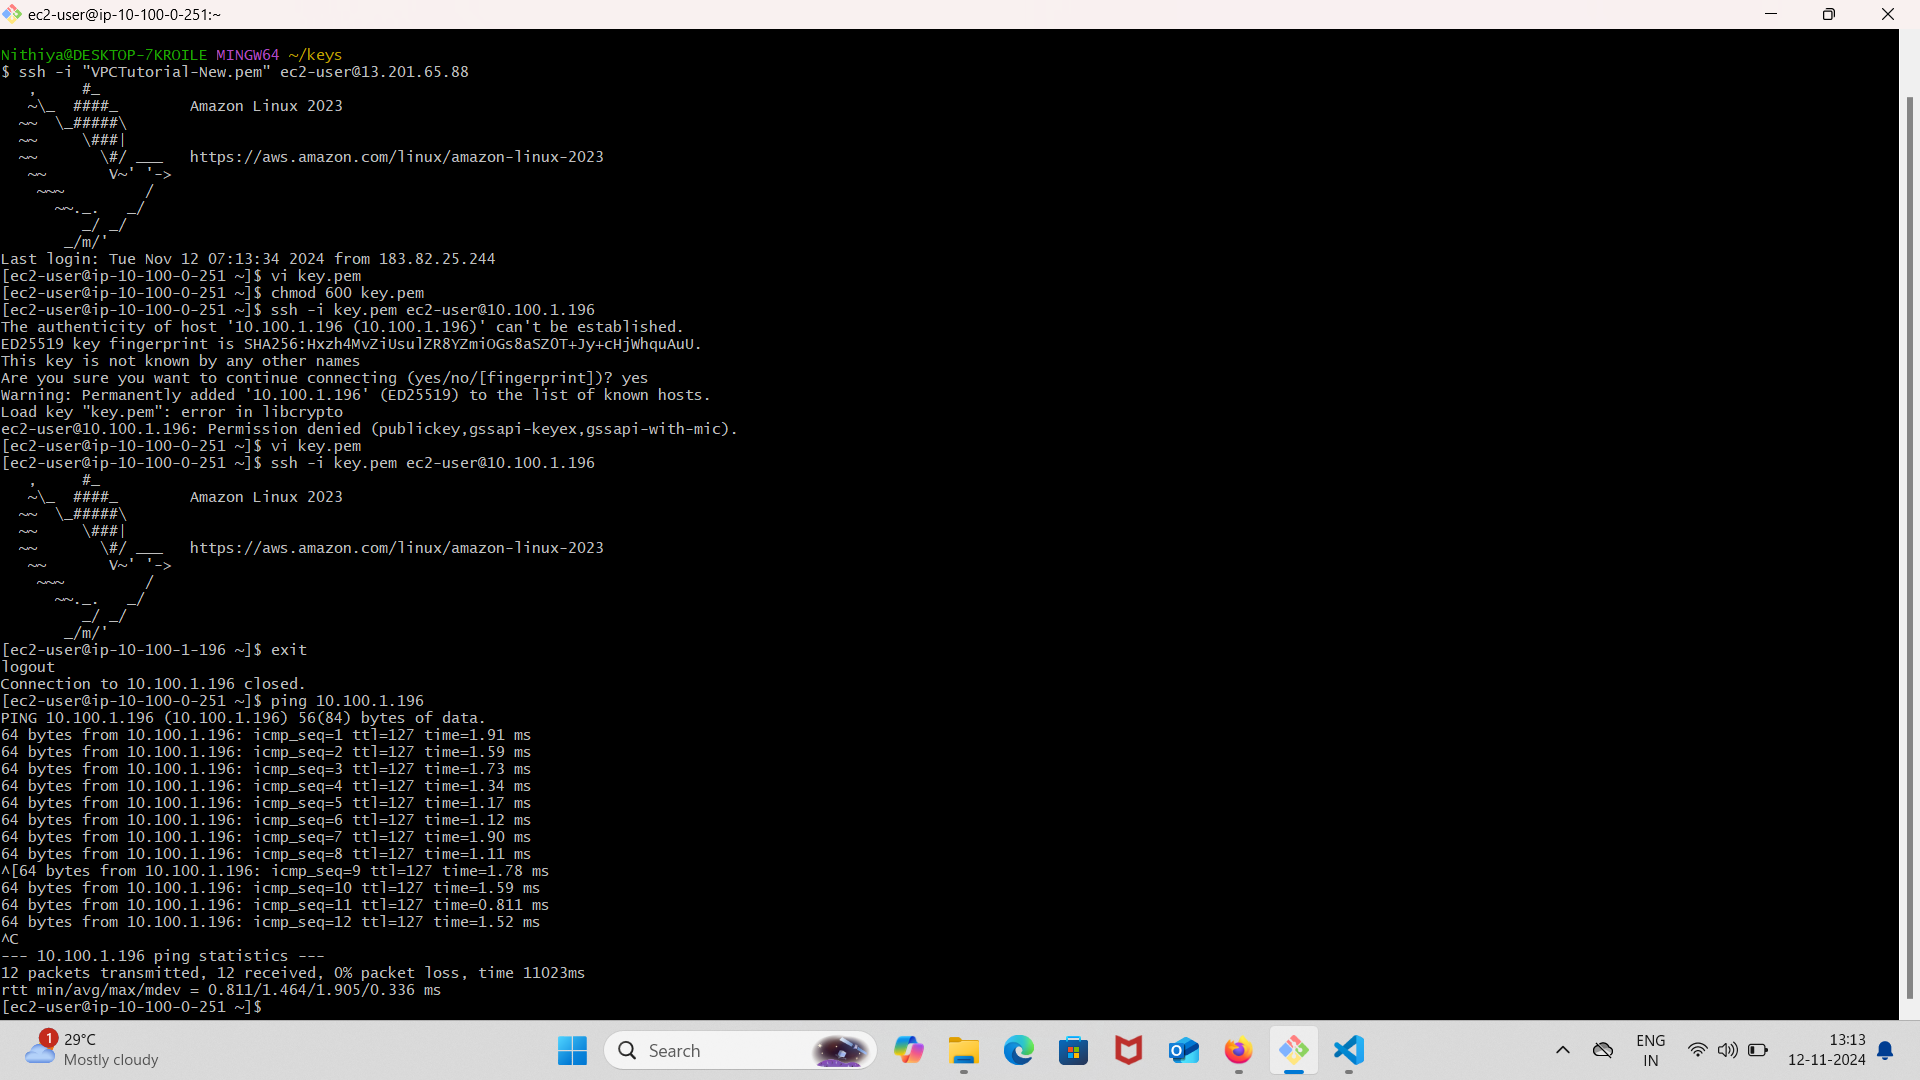 ec2-user@ip-10-100-0-251:~
Nithiya@DESKTOP-7KROILE MINGW64 ~/keys
$ ssh -i "VPCTutorial-New.pem" ec2-user@13.201.65.88
   ,     #_
   ~\_  ####_        Amazon Linux 2023
  ~~  \_#####\
  ~~     \###|
  ~~       \#/ ___   https://aws.amazon.com/linux/amazon-linux-2023
   ~~       V~' '->
    ~~~         /
      ~~._.   _/
         _/ _/
       _/m/'
Last login: Tue Nov 12 07:13:34 2024 from 183.82.25.244
[ec2-user@ip-10-100-0-251 ~]$ vi key.pem
[ec2-user@ip-10-100-0-251 ~]$ chmod 600 key.pem
[ec2-user@ip-10-100-0-251 ~]$ ssh -i key.pem ec2-user@10.100.1.196
The authenticity of host '10.100.1.196 (10.100.1.196)' can't be established.
ED25519 key fingerprint is SHA256:Hxzh4MvZiUsulZR8YZmiOGs8aSZ0T+Jy+cHjWhquAuU.
This key is not known by any other names
Are you sure you want to continue connecting (yes/no/[fingerprint])? yes
Warning: Permanently added '10.100.1.196' (ED25519) to the list of known hosts.
Load key "key.pem": error in libcrypto
ec2-user@10.100.1.196: Permission denied (publickey,gssapi-keyex,gssapi-with-mic).
[ec2-user@ip-10-100-0-251 ~]$ vi key.pem
[ec2-user@ip-10-100-0-251 ~]$ ssh -i key.pem ec2-user@10.100.1.196
   ,     #_
   ~\_  ####_        Amazon Linux 2023
  ~~  \_#####\
  ~~     \###|
  ~~       \#/ ___   https://aws.amazon.com/linux/amazon-linux-2023
   ~~       V~' '->
    ~~~         /
      ~~._.   _/
         _/ _/
       _/m/'
[ec2-user@ip-10-100-1-196 ~]$ exit
logout
Connection to 10.100.1.196 closed.
[ec2-user@ip-10-100-0-251 ~]$ ping 10.100.1.196
PING 10.100.1.196 (10.100.1.196) 56(84) bytes of data.
64 bytes from 10.100.1.196: icmp_seq=1 ttl=127 time=1.91 ms
64 bytes from 10.100.1.196: icmp_seq=2 ttl=127 time=1.59 ms
64 bytes from 10.100.1.196: icmp_seq=3 ttl=127 time=1.73 ms
64 bytes from 10.100.1.196: icmp_seq=4 ttl=127 time=1.34 ms
64 bytes from 10.100.1.196: icmp_seq=5 ttl=127 time=1.17 ms
64 bytes from 10.100.1.196: icmp_seq=6 ttl=127 time=1.12 ms
64 bytes from 10.100.1.196: icmp_seq=7 ttl=127 time=1.90 ms
64 bytes from 10.100.1.196: icmp_seq=8 ttl=127 time=1.11 ms
^[64 bytes from 10.100.1.196: icmp_seq=9 ttl=127 time=1.78 ms
64 bytes from 10.100.1.196: icmp_seq=10 ttl=127 time=1.59 ms
64 bytes from 10.100.1.196: icmp_seq=11 ttl=127 time=0.811 ms
64 bytes from 10.100.1.196: icmp_seq=12 ttl=127 time=1.52 ms
^C
--- 10.100.1.196 ping statistics ---
12 packets transmitted, 12 received, 0% packet loss, time 11023ms
rtt min/avg/max/mdev = 0.811/1.464/1.905/0.336 ms
[ec2-user@ip-10-100-0-251 ~]$
1
29°C
Mostly cloudy
Search
ENG
IN
13:13
12-11-2024